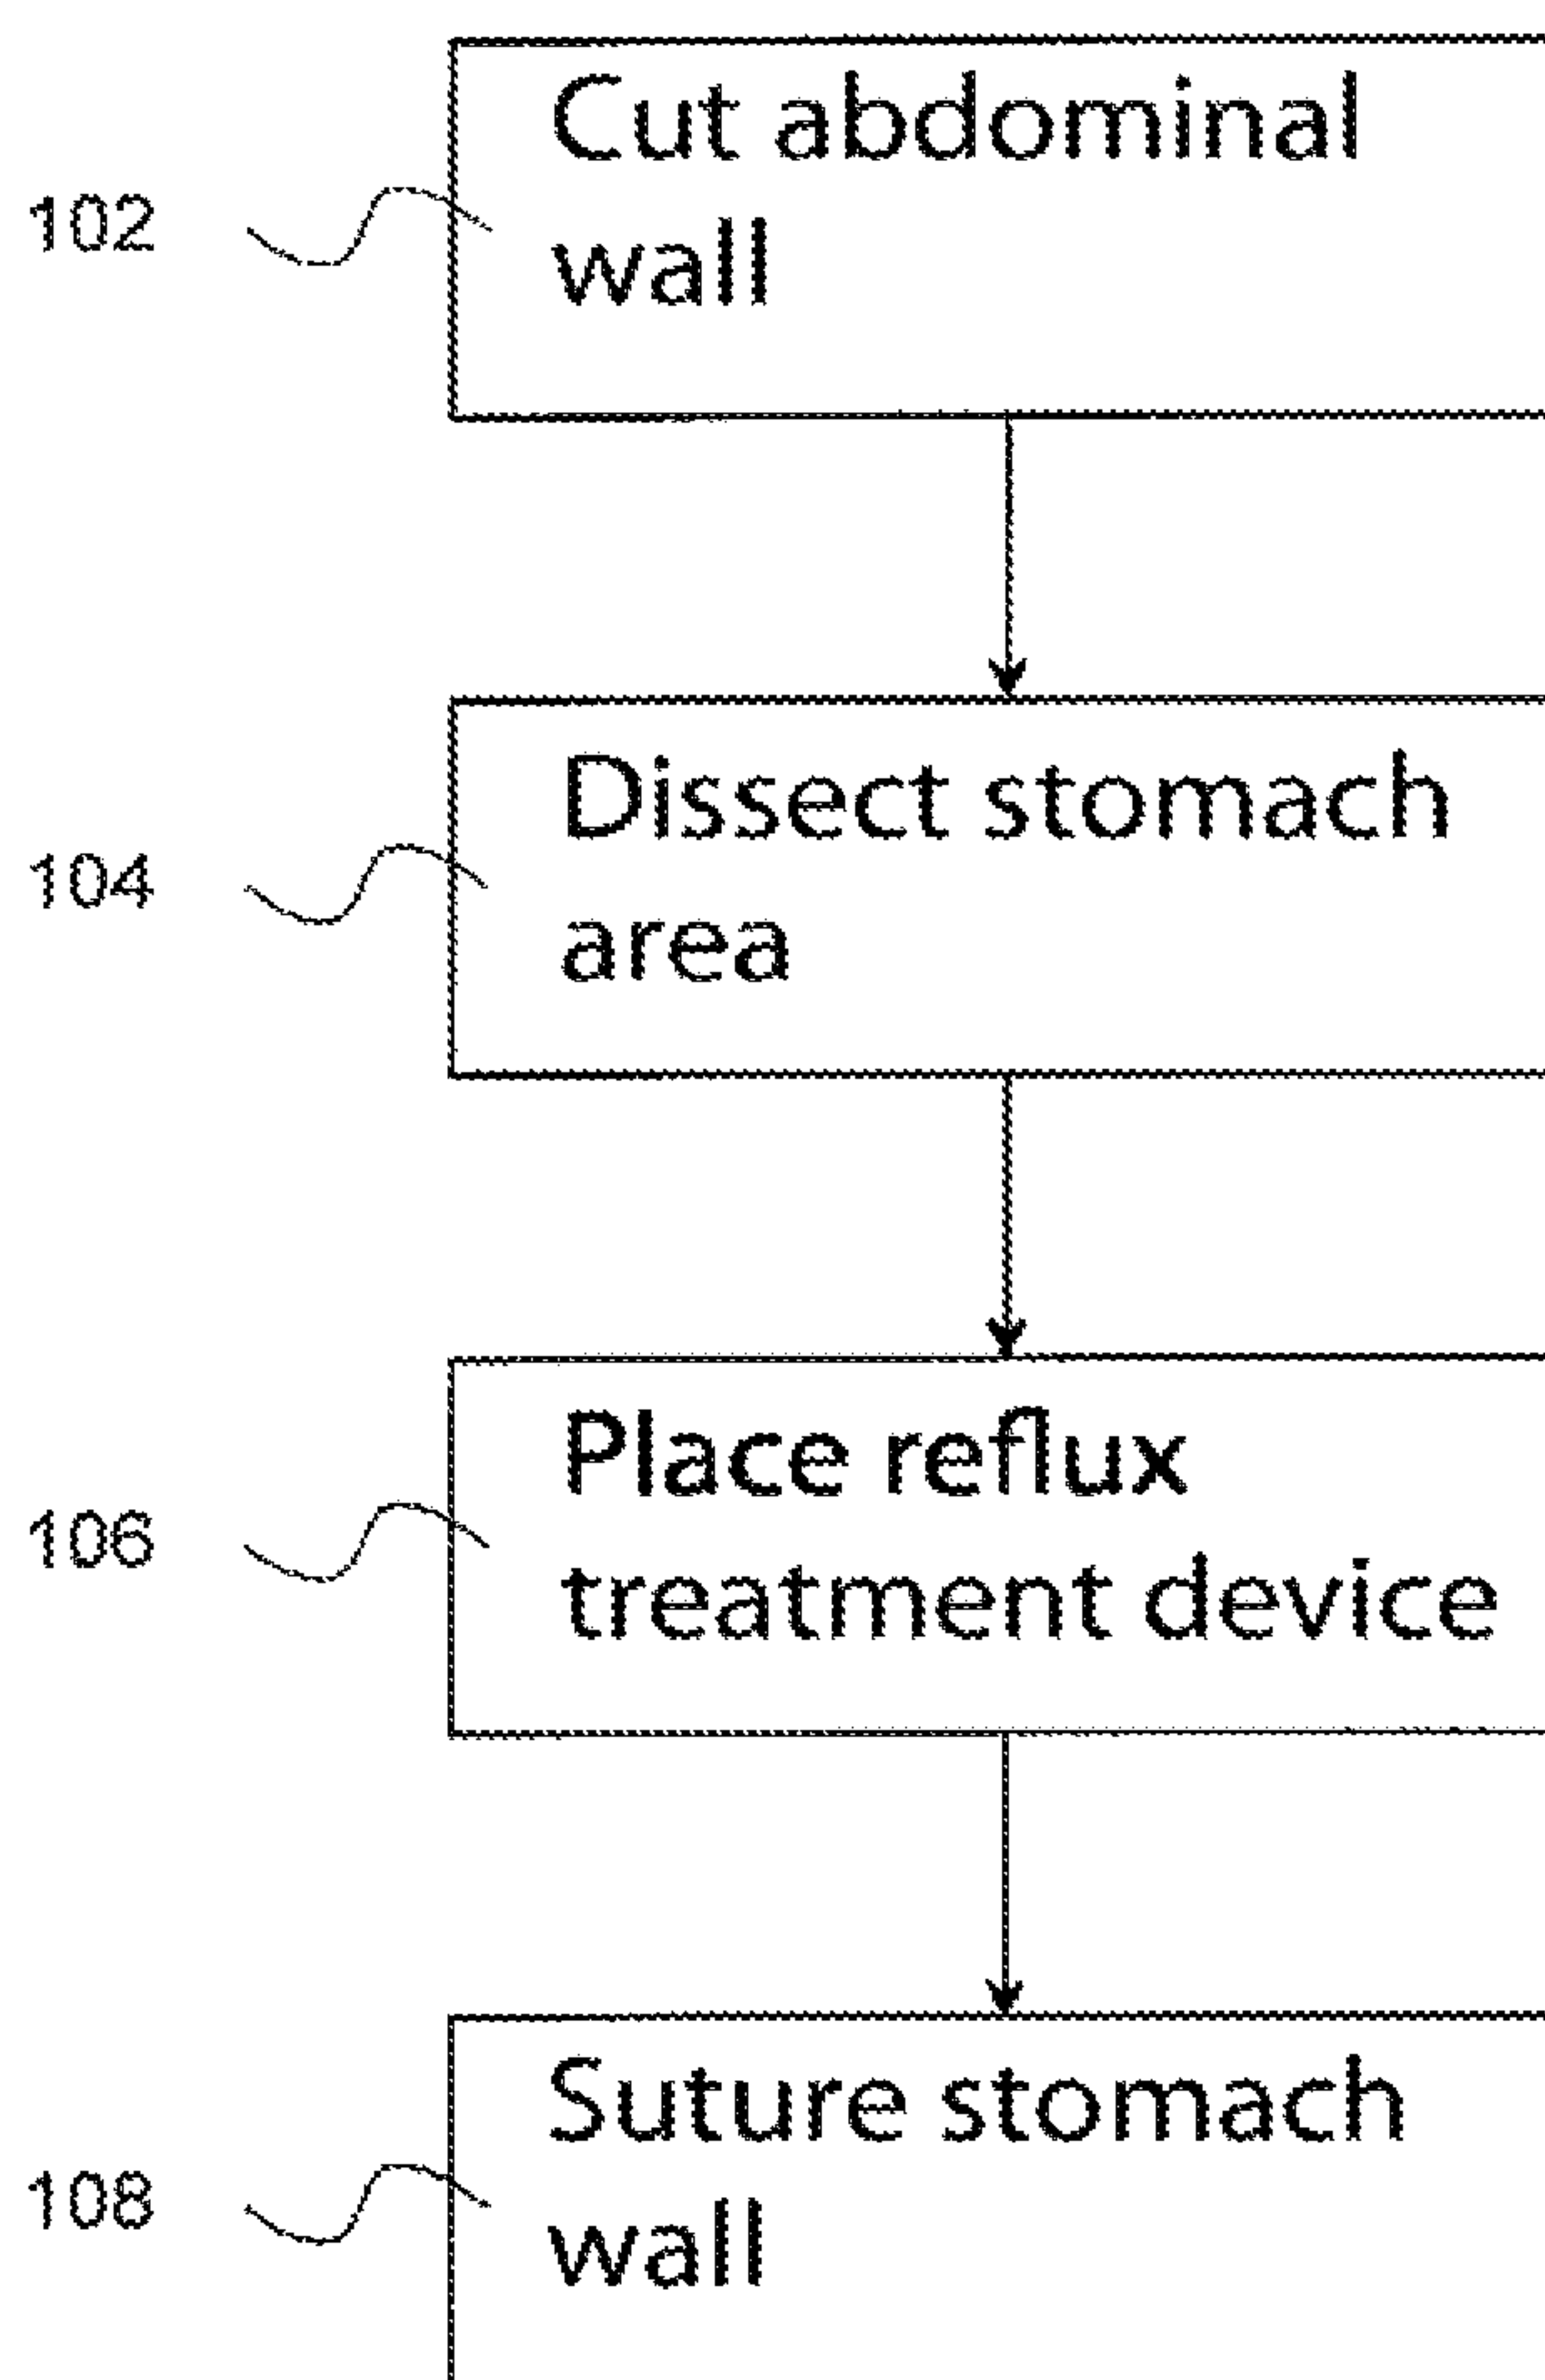 Cut abdominal
102
wall
Dissect stomach
104
area
Place reflux
106
treatment device
Suture stomach
108
wall